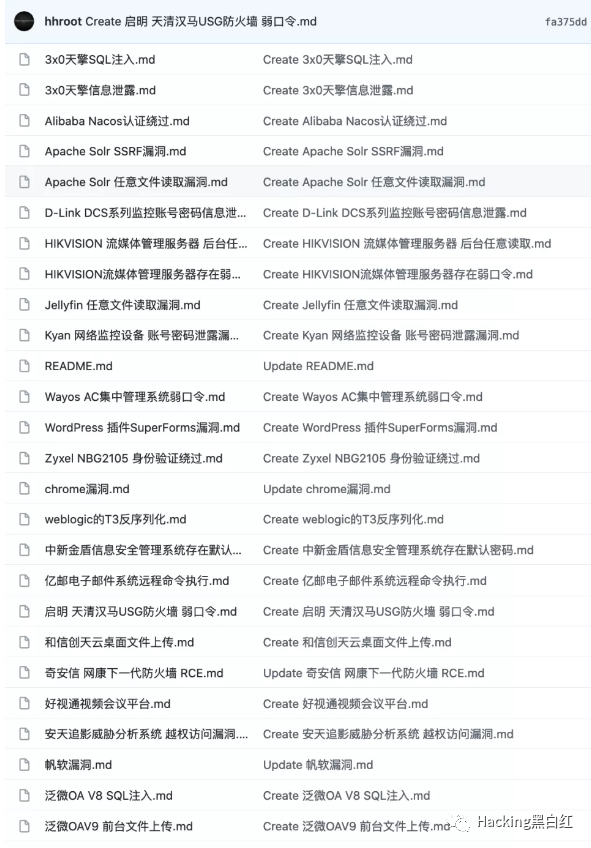 hhroot Create 启明 天清汉马USG防火墙 弱口令.md fa375dd
3x0天擎SQL注入.md Create 3x0天擎SQL注入.md
3x0天擎信息泄露.md Create 3x0天擎信息泄露.md
Alibaba Nacos认证绕过.md Create Alibaba Nacos认证绕过.md
Apache Solr SSRF漏洞.md Create Apache Solr SSRF漏洞.md
Apache Solr 任意文件读取漏洞.md Create Apache Solr 任意文件读取漏洞.md
D-Link DCS系列监控账号密码信息泄... Create D-Link DCS系列监控账号密码信息泄露.md
HIKVISION 流媒体管理服务器 后台任... Create HIKVISION 流媒体管理服务器 后台任意读取.md
HIKVISION流媒体管理服务器存在弱... Create HIKVISION流媒体管理服务器存在弱口令.md
Jellyfin 任意文件读取漏洞.md Create Jellyfin 任意文件读取漏洞.md
Kyan 网络监控设备 账号密码泄露漏... Create Kyan 网络监控设备 账号密码泄露漏洞.md
README.md Update README.md
Wayos AC集中管理系统弱口令.md Create Wayos AC集中管理系统弱口令.md
WordPress 插件SuperForms漏洞.md Create WordPress 插件SuperForms漏洞.md
Zyxel NBG2105 身份验证绕过.md Create Zyxel NBG2105 身份验证绕过.md
chrome漏洞.md Update chrome漏洞.md
weblogic的T3反序列化.md Create weblogic的T3反序列化.md
中新金盾信息安全管理系统存在默认... Create 中新金盾信息安全管理系统存在默认密码.md
亿邮电子邮件系统远程命令执行.md Create 亿邮电子邮件系统远程命令执行.md
启明 天清汉马USG防火墙 弱口令.md Create 启明 天清汉马USG防火墙 弱口令.md
和信创天云桌面文件上传.md Create 和信创天云桌面文件上传.md
奇安信 网康下一代防火墙 RCE.md Update 奇安信 网康下一代防火墙 RCE.md
好视通视频会议平台.md Create 好视通视频会议平台.md
安天追影威胁分析系统 越权访问漏洞.... Create 安天追影威胁分析系统 越权访问漏洞.md
帆软漏洞.md Update 帆软漏洞.md
泛微OA V8 SQL注入.md Create 泛微OA V8 SQL注入.md
泛微OAV9 前台文件上传.md Create 泛微OAV9 前台文件上传.md Hacking黑白红